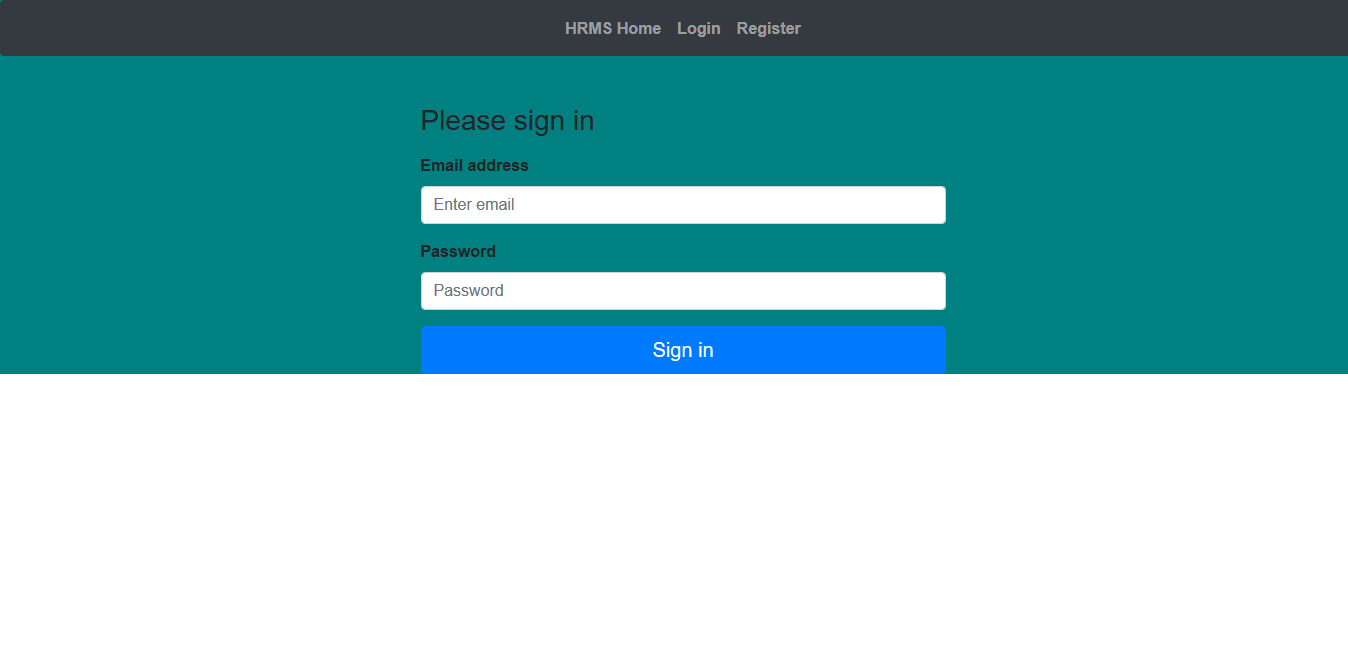 HRMS Home Login Register
Please sign in
Email address
Enter email
Password
Password
Sign in